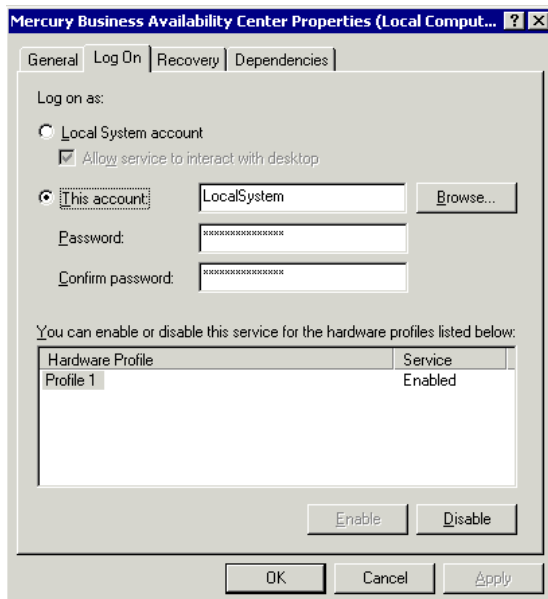 Mercury Business Availability Center Properties (Local Comput...
General Log On Recovery Dependencies
Log on as:
Local System account
Allow service to interact with desktop
This account: LocalSystem Browse...
Password: ***************
Confirm password: ***************
You can enable or disable this service for the hardware profiles listed below:
Hardware Profile Service
Profile 1 Enabled
Enable Disable
OK Cancel Apply